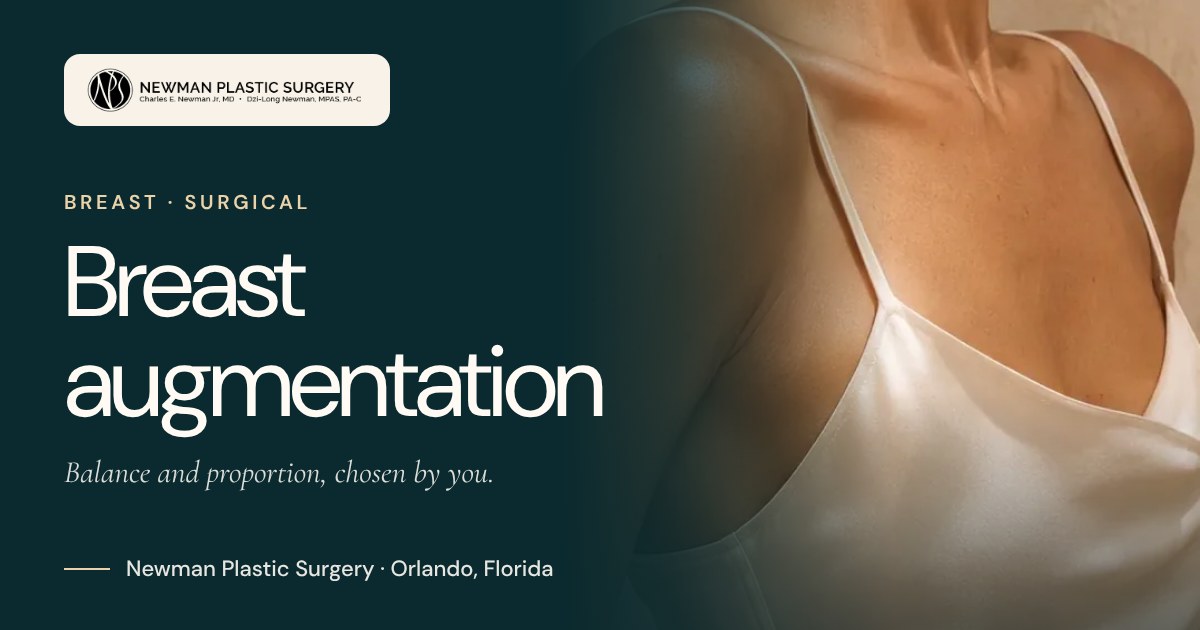 NPS
NEWMAN PLASTIC SURGERY
Charles E. Newman Jr, MD • Dzi-Long Newman, MPAS, PA-C
BREAST · SURGICAL
Breast
augmentation
Balance and proportion, chosen by you.
Newman Plastic Surgery · Orlando, Florida